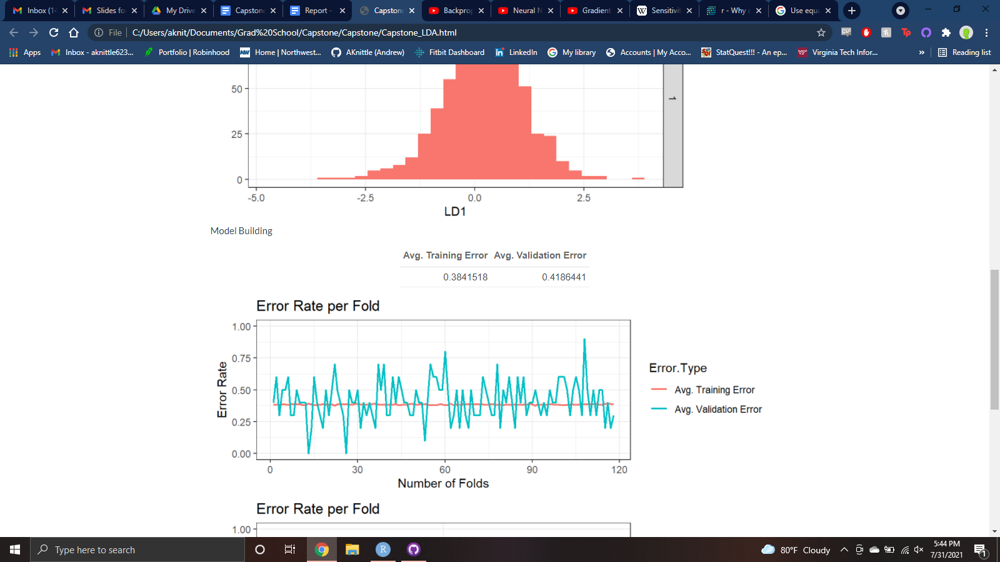 Inbox (14
Slides fo
My Drive
Capstone
Report -
Capstone
Backprop
Neural N
Gradient
Sensitivit
r - Why
Use equa
File
C:/Users/aknit/Documents/Grad%20School/Capstone/Capstone/Capstone_LDA.html
Apps
Inbox - aknittle623...
Portfolio | Robinhood
Home | Northwest...
AKnittle (Andrew)
Fitbit Dashboard
LinkedIn
My library
Accounts | My Acco...
StatQuest!!! - An ep...
Virginia Tech Infor...
»
Reading list
50
25
0
1
-5.0
-2.5
0.0
2.5
LD1
Model Building
Avg. Training Error Avg. Validation Error
0.3841518 0.4186441
Error Rate per Fold
1.00
0.75
0.50
0.25
0.00
Error Rate
0 30 60 90 120
Number of Folds
Error.Type
Avg. Training Error
Avg. Validation Error
Error Rate per Fold
1.00
Type here to search
80°F Cloudy
5:44 PM
7/31/2021
1